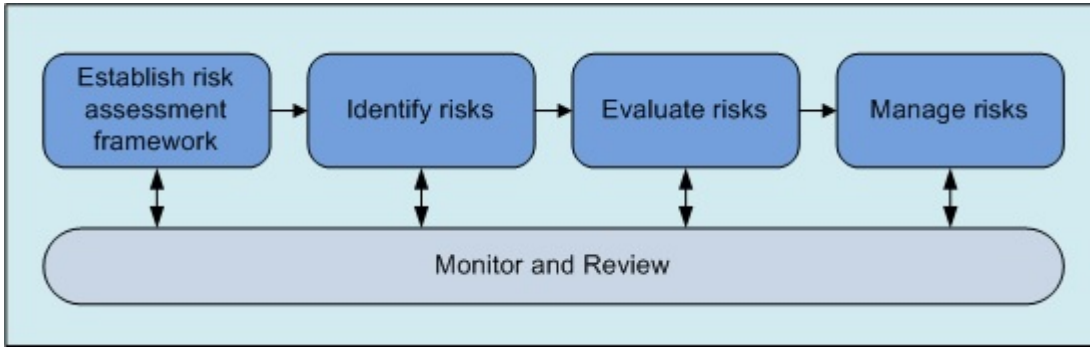 Establish risk
assessment
framework
Identify risks
Evaluate risks
Manage risks
Monitor and Review